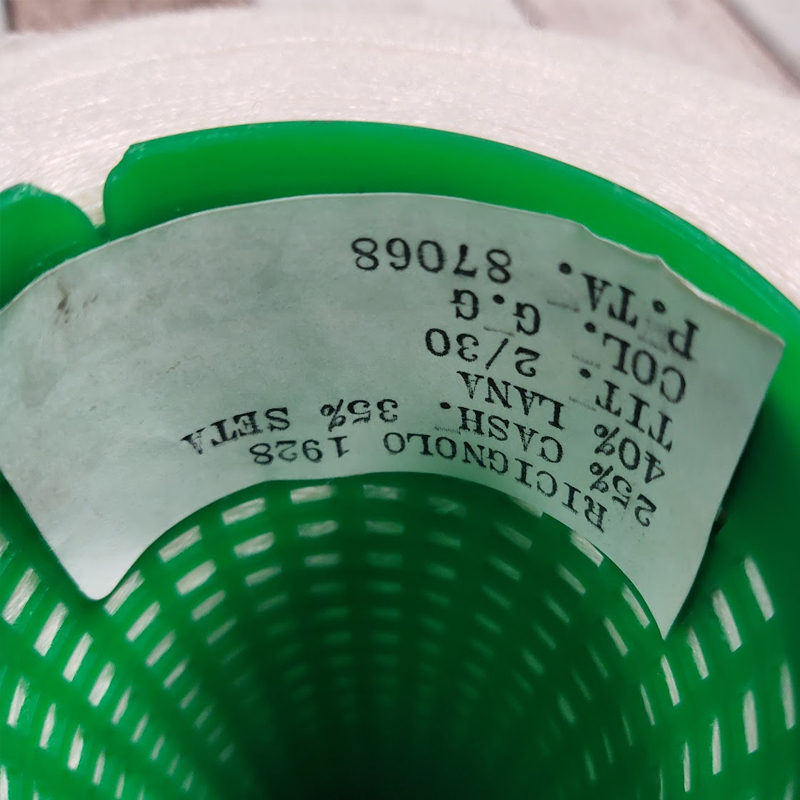 RICIGNOLO 1928
25% CASH. 35% SETA
40% LANA
TIT. 2/30
COL. G.G
P.TA. 87068